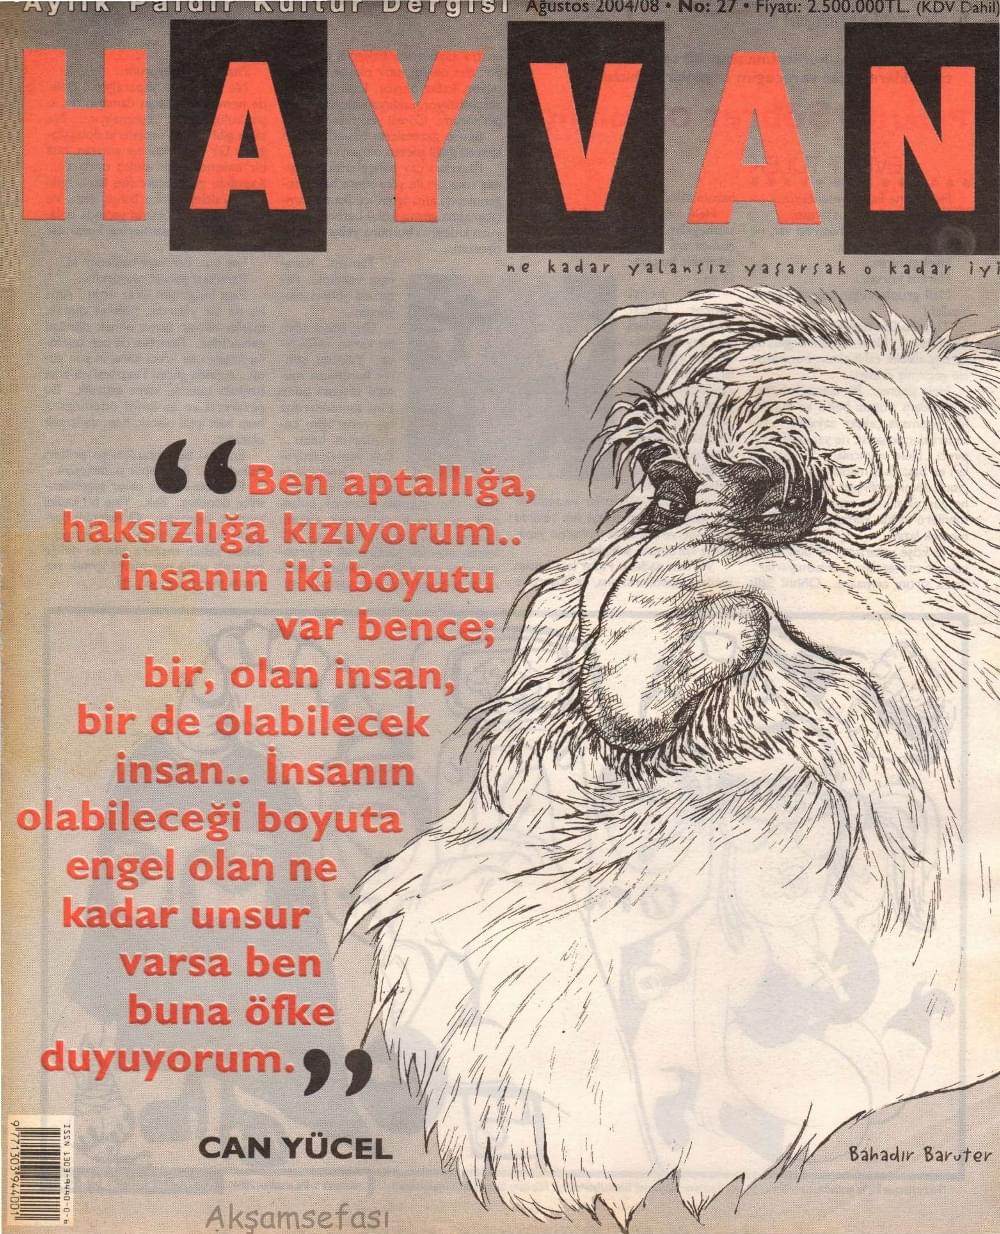 Aylık Paldır Kültür Dergisi Ağustos 2004/08 • No: 27 • Fiyatı: 2.500.000TL. (KDV Dahil)
HAYVAN
ne kadar yalansız yaşarsak o kadar iyi
“Ben aptallığa,
haksızlığa kızıyorum..
İnsanın iki boyutu
var bence;
bir, olan insan,
bir de olabilecek
insan.. İnsanın
olabileceği boyuta
engel olan ne
kadar unsur
varsa ben
buna öfke
duyuyorum.”
CAN YÜCEL
Bahadır Baruter
ISSN 1303-9440-0-6
9 771303 944001
Akşamsefası